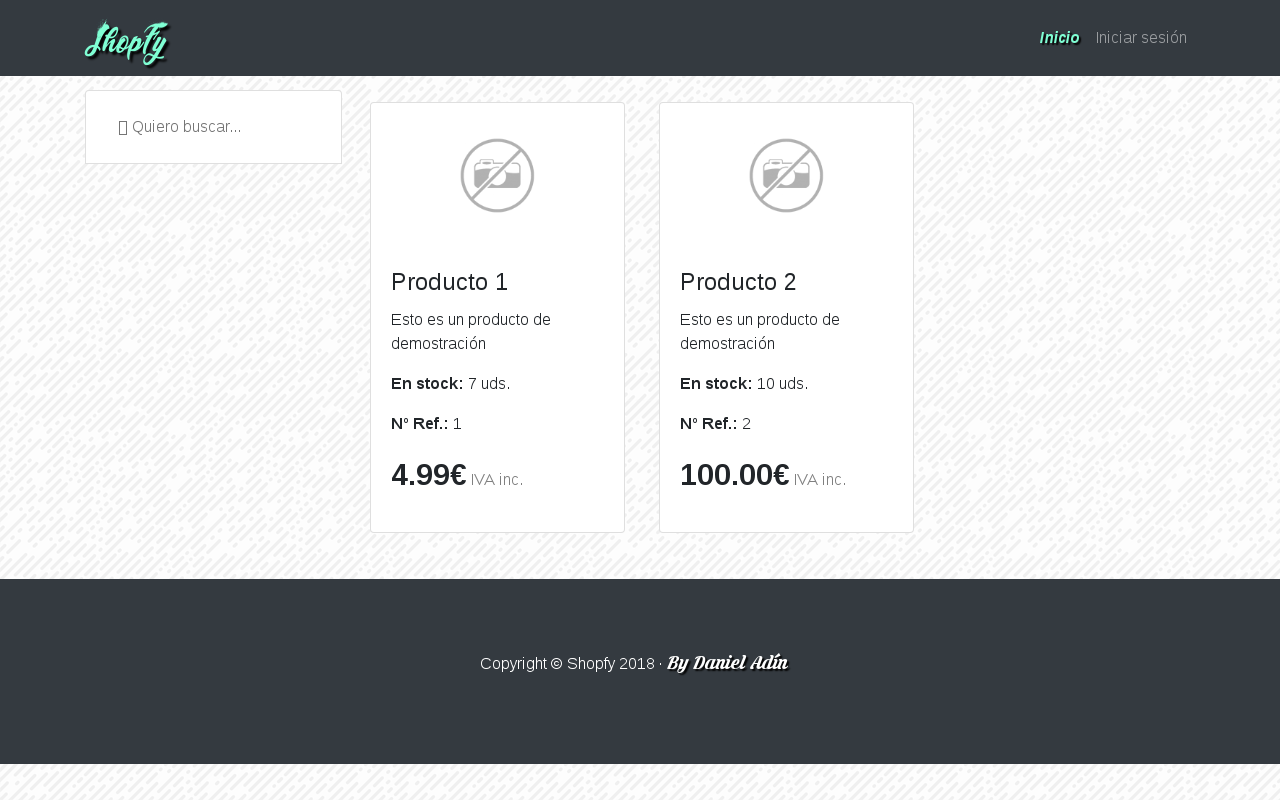 ShopFy
Inicio
Iniciar sesión
Quiero buscar...
Producto 1
Esto es un producto de
demostración
En stock: 7 uds.
Nº Ref.: 1
4.99€ IVA inc.
Producto 2
Esto es un producto de
demostración
En stock: 10 uds.
Nº Ref.: 2
100.00€ IVA inc.
Copyright © Shopfy 2018 · By Daniel Adín